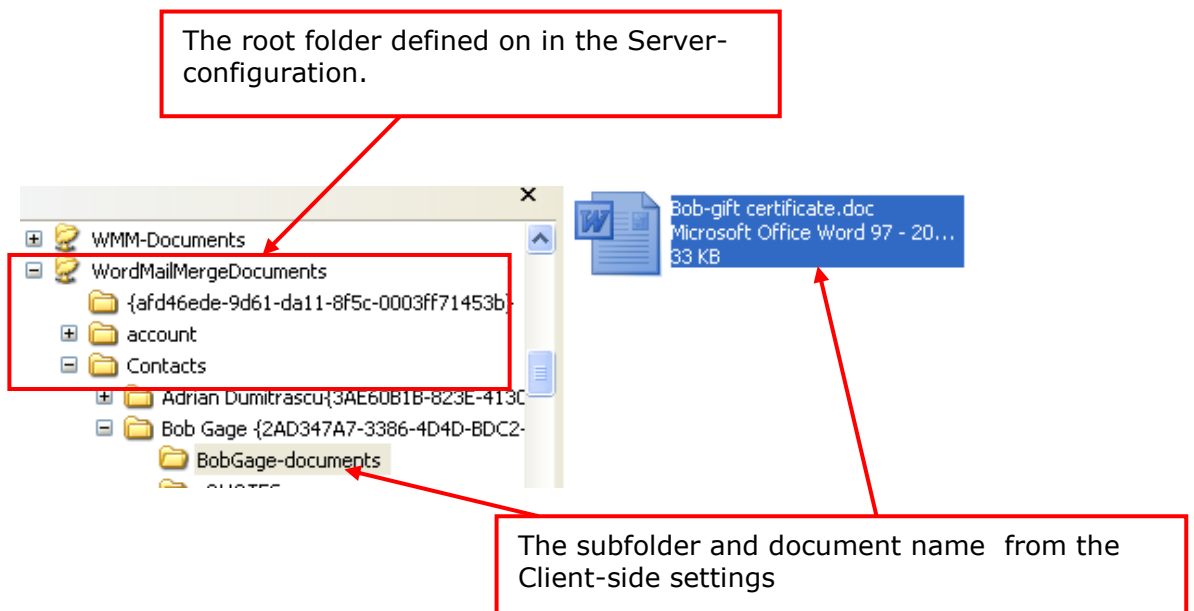 The root folder defined on in the Server-
configuration.
x
WMM-Documents
WordMailMergeDocuments
{afd46ede-9d61-da11-8f5c-0003ff71453b}
account
Contacts
Adrian Dumitrascu{3AE60B1B-823E-413C
Bob Gage {2AD347A7-3386-4D4D-BDC2-
BobGage-documents
Bob-gift certificate.doc
Microsoft Office Word 97 - 20...
33 KB
The subfolder and document name from the
Client-side settings